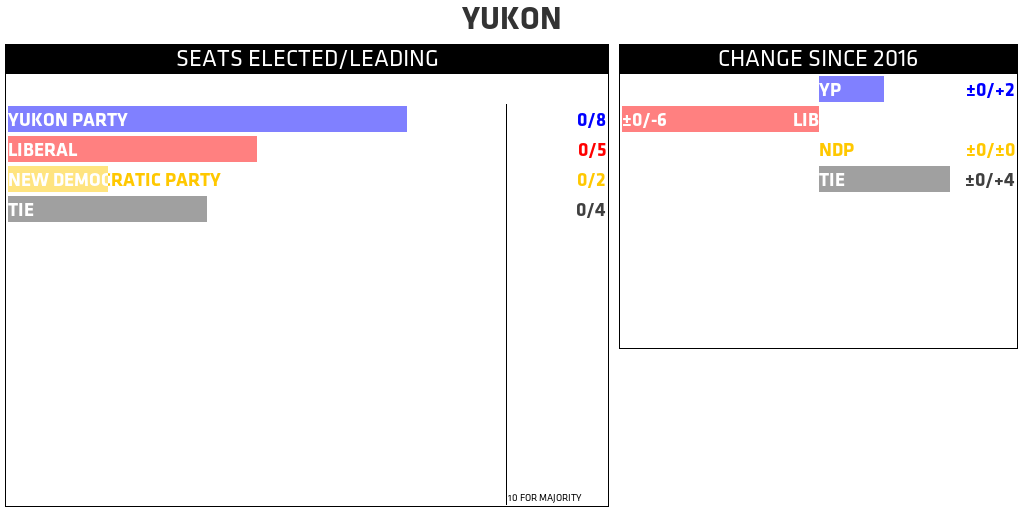 YUKON
SEATS ELECTED/LEADING
YUKON PARTY 0/8
LIBERAL 0/5
NEW DEMOCRATIC PARTY 0/2
TIE 0/4
10 FOR MAJORITY
CHANGE SINCE 2016
YP ±0/+2
±0/-6 LIB
NDP ±0/±0
TIE ±0/+4